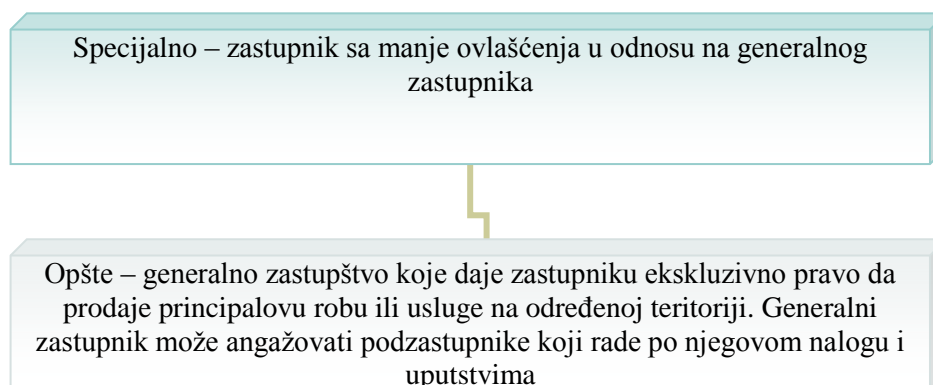 Specijalno – zastupnik sa manje ovlašćenja u odnosu na generalnog
zastupnika
Opšte – generalno zastupštvo koje daje zastupniku ekskluzivno pravo da
prodaje principalovu robu ili usluge na određenoj teritoriji. Generalni
zastupnik može angažovati podzastupnike koji rade po njegovom nalogu i
uputstvima